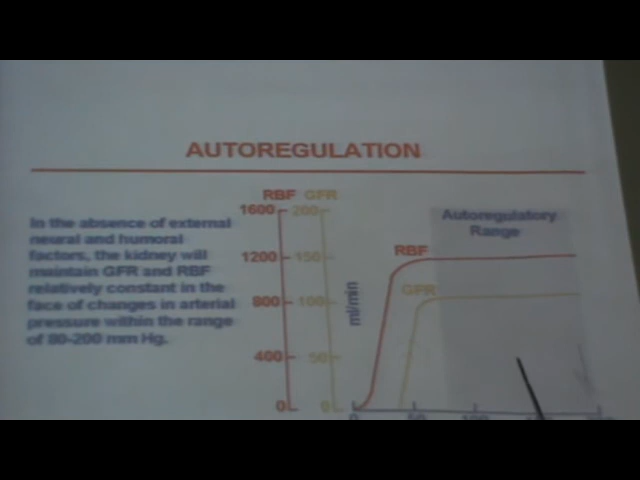 AUTOREGULATION
In the absence of external
neural and humoral
factors, the kidney will
maintain GFR and RBF
relatively constant in the
face of changes in arterial
pressure within the range
of 80-200 mm Hg.
RBF GFR
1600 200
1200 150
800 100
400 50
0 0
ml/min
Autoregulatory
Range
RBF
GFR
0 50 100